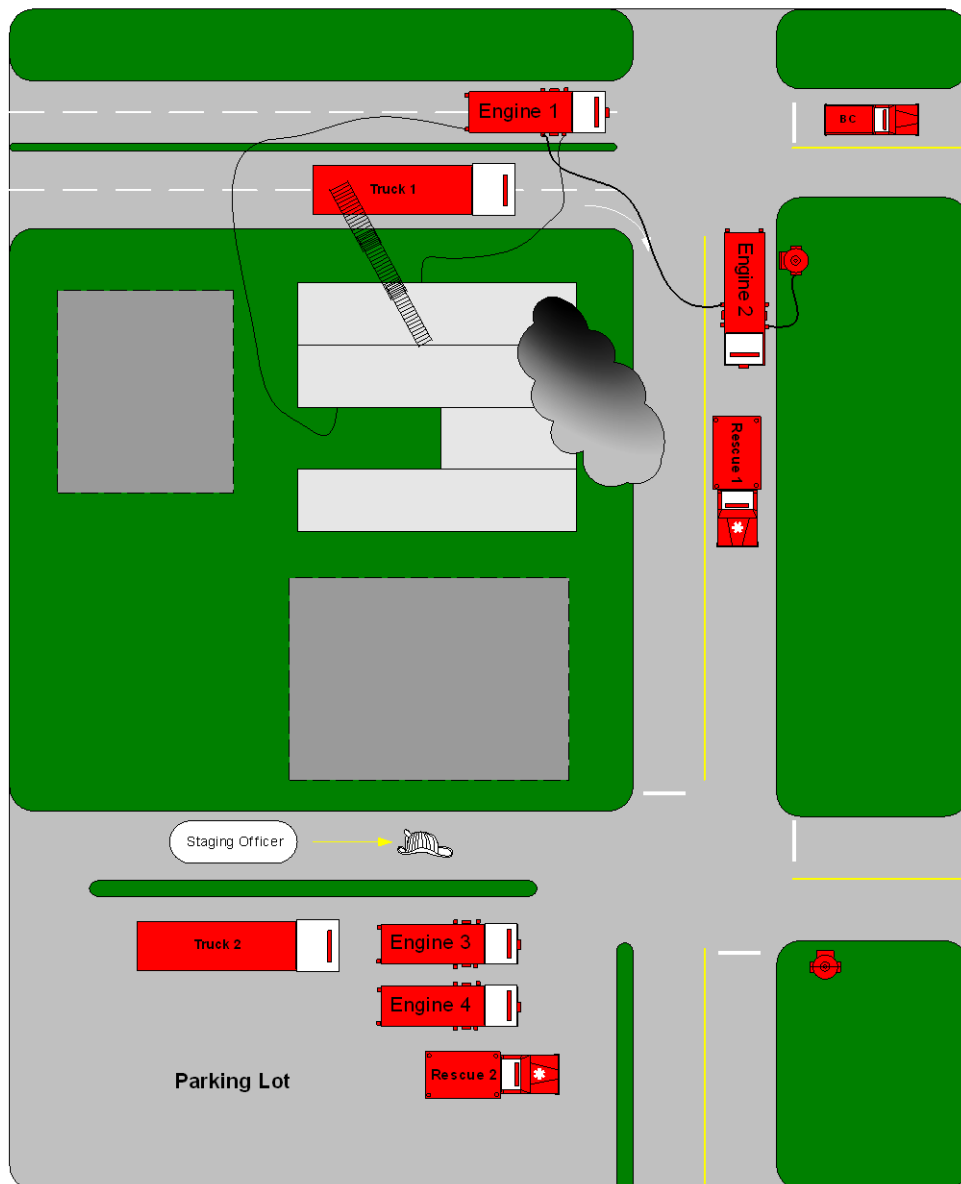 Engine 1
BC
Truck 1
Engine 2
Rescue 1
Staging Officer
Truck 2
Engine 3
Engine 4
Rescue 2
Parking Lot